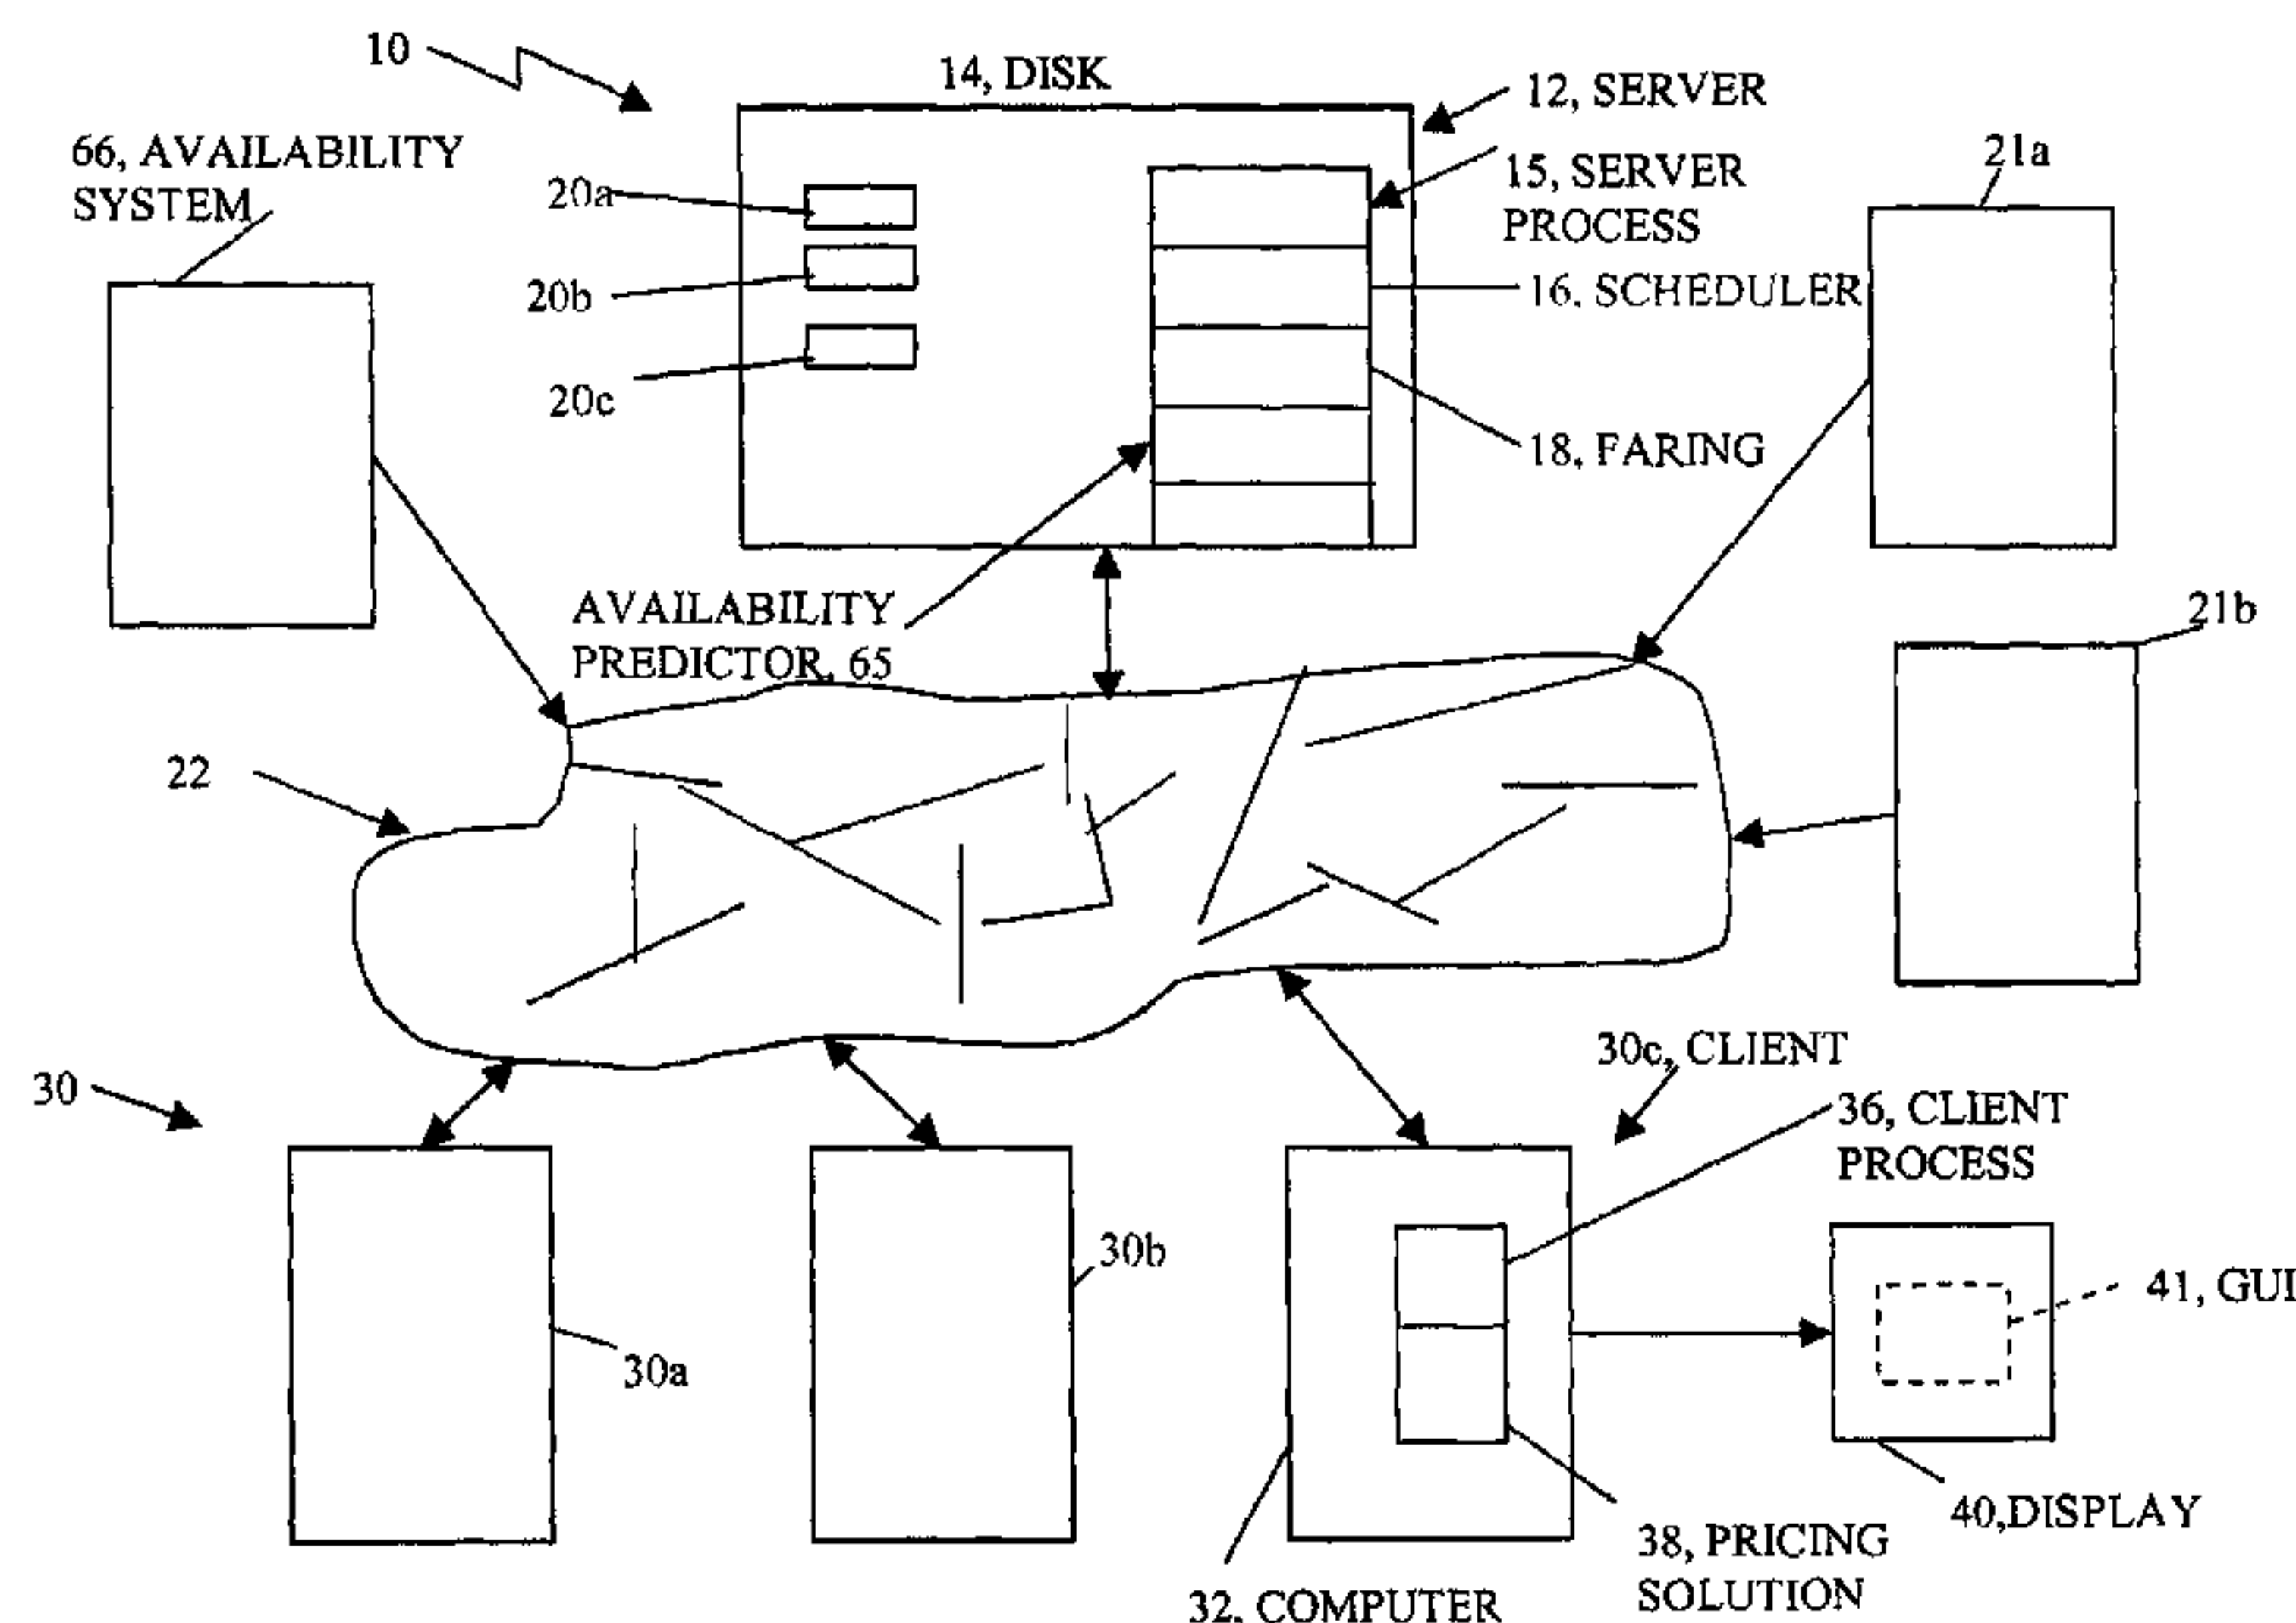 10
14, DISK
12, SERVER
66, AVAILABILITY
SYSTEM
20a
15, SERVER
PROCESS
21a
20b
16, SCHEDULER
20c
18, FARING
AVAILABILITY
PREDICTOR, 65
21b
22
30
30c, CLIENT
36, CLIENT
PROCESS
30b
41, GUI
30a
40,DISPLAY
38, PRICING
SOLUTION
32, COMPUTER